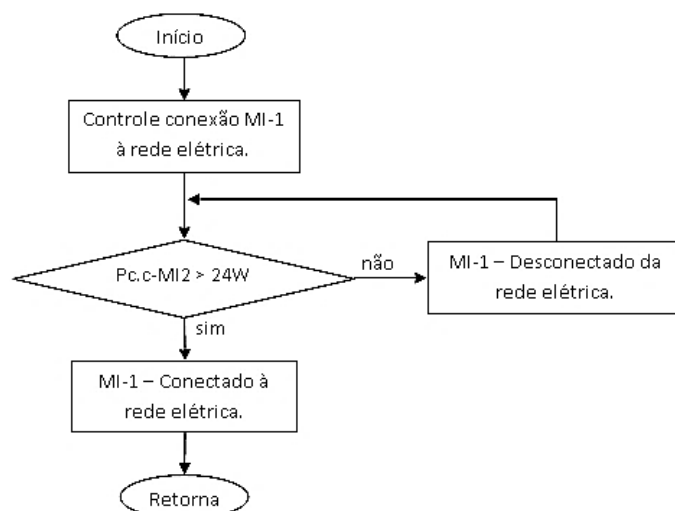 Início
Controle conexão MI-1
à rede elétrica.
Pc.c-MI2 > 24W
não
MI-1 – Desconectado da
rede elétrica.
sim
MI-1 – Conectado à
rede elétrica.
Retorna